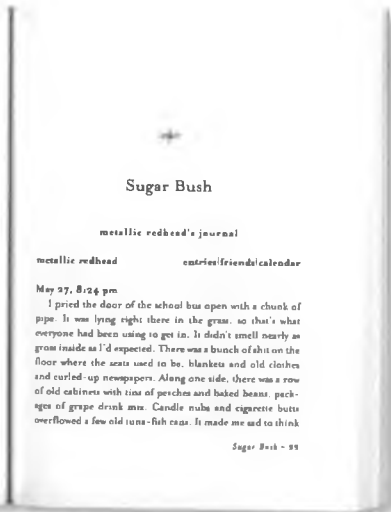 Sugar Bush
metallic redhead's journal
metallic redhead entries|friends|calendar
May 27, 8:24 pm
I pried the door of the school bus open with a chunk of
pipe. It was lying right there in the grass, so that's what
everyone had been using to get in. It didn't smell nearly as
gross inside as I'd expected. There was a bunch of shit on the
floor where the seats used to be, blankets and old clothes
and curled-up newspapers. Along one side, there was a row
of old cabinets with tins of peaches and baked beans, pack-
ages of grape drink mix. Candle nubs and cigarette butts
overflowed a few old tuna-fish cans. It made me sad to think
Sugar Bush -